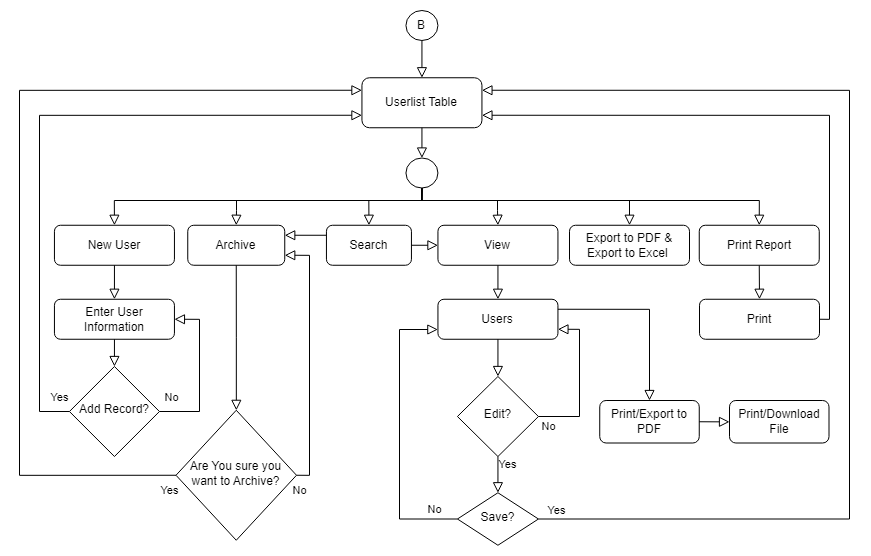 B
Userlist Table
New User
Archive
Search
View
Export to PDF &
Export to Excel
Print Report
Enter User
Information
Users
Print
Add Record?
Yes
No
Are You sure you
want to Archive?
Yes
No
Edit?
No
Yes
Print/Export to
PDF
Print/Download
File
Save?
No
Yes